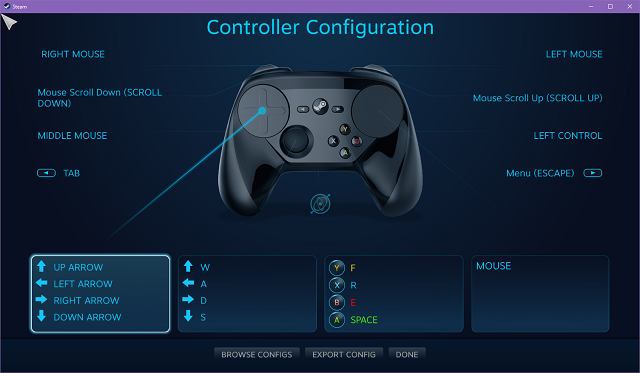 Steam
Controller Configuration
RIGHT MOUSE
LEFT MOUSE
Mouse Scroll Down (SCROLL
DOWN)
Mouse Scroll Up (SCROLL UP)
MIDDLE MOUSE
LEFT CONTROL
TAB
Menu (ESCAPE)
Y
X
B
A
UP ARROW
LEFT ARROW
RIGHT ARROW
DOWN ARROW
W
A
D
S
Y F
X R
B E
A SPACE
MOUSE
BROWSE CONFIGS
EXPORT CONFIG
DONE